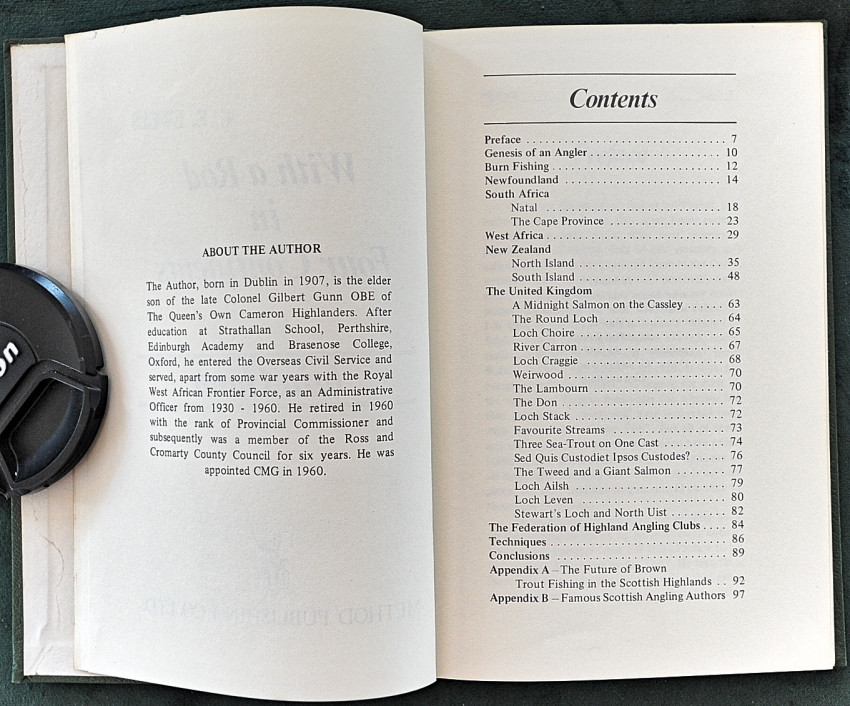 ABOUT THE AUTHOR
The Author, born in Dublin in 1907, is the elder
son of the late Colonel Gilbert Gunn OBE of
The Queen's Own Cameron Highlanders. After
education at Strathallan School, Perthshire,
Edinburgh Academy and Brasenose College,
Oxford, he entered the Overseas Civil Service and
served, apart from some war years with the Royal
West African Frontier Force, as an Administrative
Officer from 1930 - 1960. He retired in 1960
with the rank of Provincial Commissioner and
subsequently was a member of the Ross and
Cromarty County Council for six years. He was
appointed CMG in 1960.
on
Contents
Preface . . . . . . . . . . . . . . . . . . . . 7
Genesis of an Angler . . . . . . . . . . . . . . . . . . . . 10
Burn Fishing . . . . . . . . . . . . . . . . . . . . 12
Newfoundland . . . . . . . . . . . . . . . . . . . . 14
South Africa
Natal . . . . . . . . . . . . . . . . . . . . 18
The Cape Province . . . . . . . . . . . . . . . . . 23
West Africa . . . . . . . . . . . . . . . . . . . . 29
New Zealand
North Island . . . . . . . . . . . . . . . . . . . . 35
South Island . . . . . . . . . . . . . . . . . . . . 48
The United Kingdom
A Midnight Salmon on the Cassley . . . . . . 63
The Round Loch . . . . . . . . . . . . . . . . . . 64
Loch Choire . . . . . . . . . . . . . . . . . . . . 65
River Carron . . . . . . . . . . . . . . . . . . . . 67
Loch Craggie . . . . . . . . . . . . . . . . . . . . 68
Weirwood . . . . . . . . . . . . . . . . . . . . 70
The Lambourn . . . . . . . . . . . . . . . . . . . . 70
The Don . . . . . . . . . . . . . . . . . . . . 72
Loch Stack . . . . . . . . . . . . . . . . . . . . 72
Favourite Streams . . . . . . . . . . . . . . . . . 73
Three Sea-Trout on One Cast . . . . . . . . . . 74
Sed Quis Custodiet Ipsos Custodes? . . . . . 76
The Tweed and a Giant Salmon . . . . . . . . 77
Loch Ailsh . . . . . . . . . . . . . . . . . . . . 79
Loch Leven . . . . . . . . . . . . . . . . . . . . 80
Stewart's Loch and North Uist . . . . . . . . 82
The Federation of Highland Angling Clubs . . . . 84
Techniques . . . . . . . . . . . . . . . . . . . . 86
Conclusions . . . . . . . . . . . . . . . . . . . . 89
Appendix A – The Future of Brown
Trout Fishing in the Scottish Highlands . . 92
Appendix B – Famous Scottish Angling Authors 97